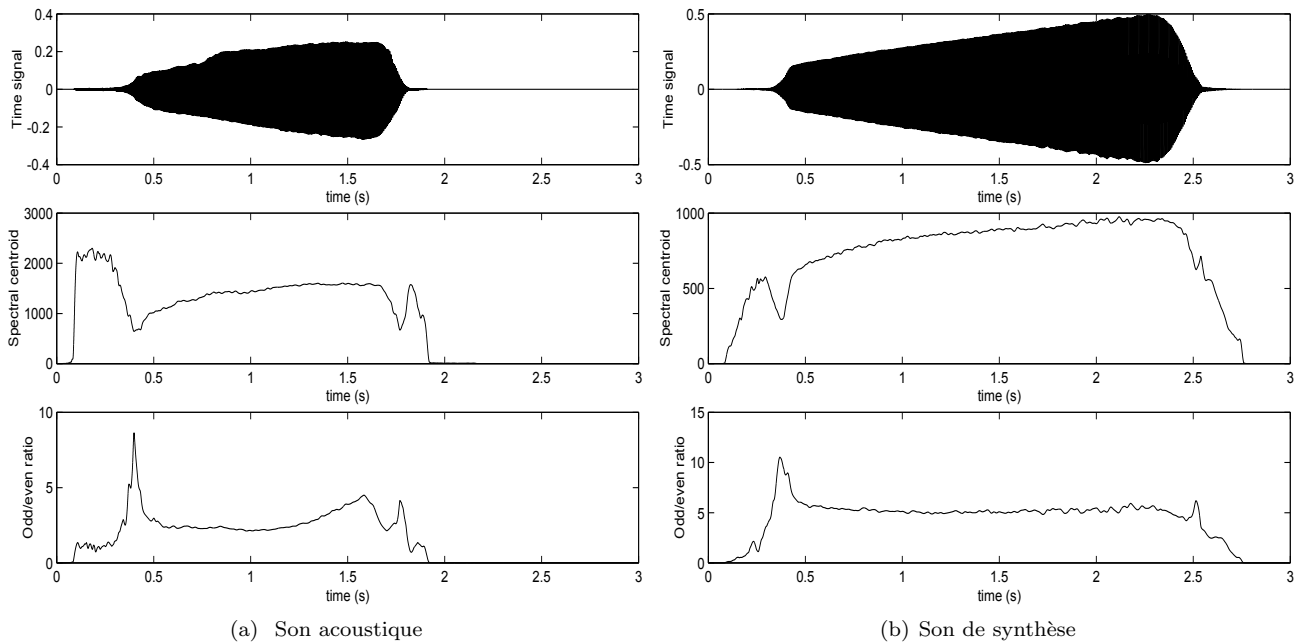 Time signal
0.4
0.2
0
-0.2
-0.4
0 0.5 1 1.5 2 2.5 3
time (s)
Spectral centroid
3000
2000
1000
0
0 0.5 1 1.5 2 2.5 3
time (s)
Odd/even ratio
10
5
0
0 0.5 1 1.5 2 2.5 3
time (s)
(a) Son acoustique
Time signal
0.5
0
-0.5
0 0.5 1 1.5 2 2.5 3
time (s)
Spectral centroid
1000
500
0
0 0.5 1 1.5 2 2.5 3
time (s)
Odd/even ratio
15
10
5
0
0 0.5 1 1.5 2 2.5 3
time (s)
(b) Son de synthèse